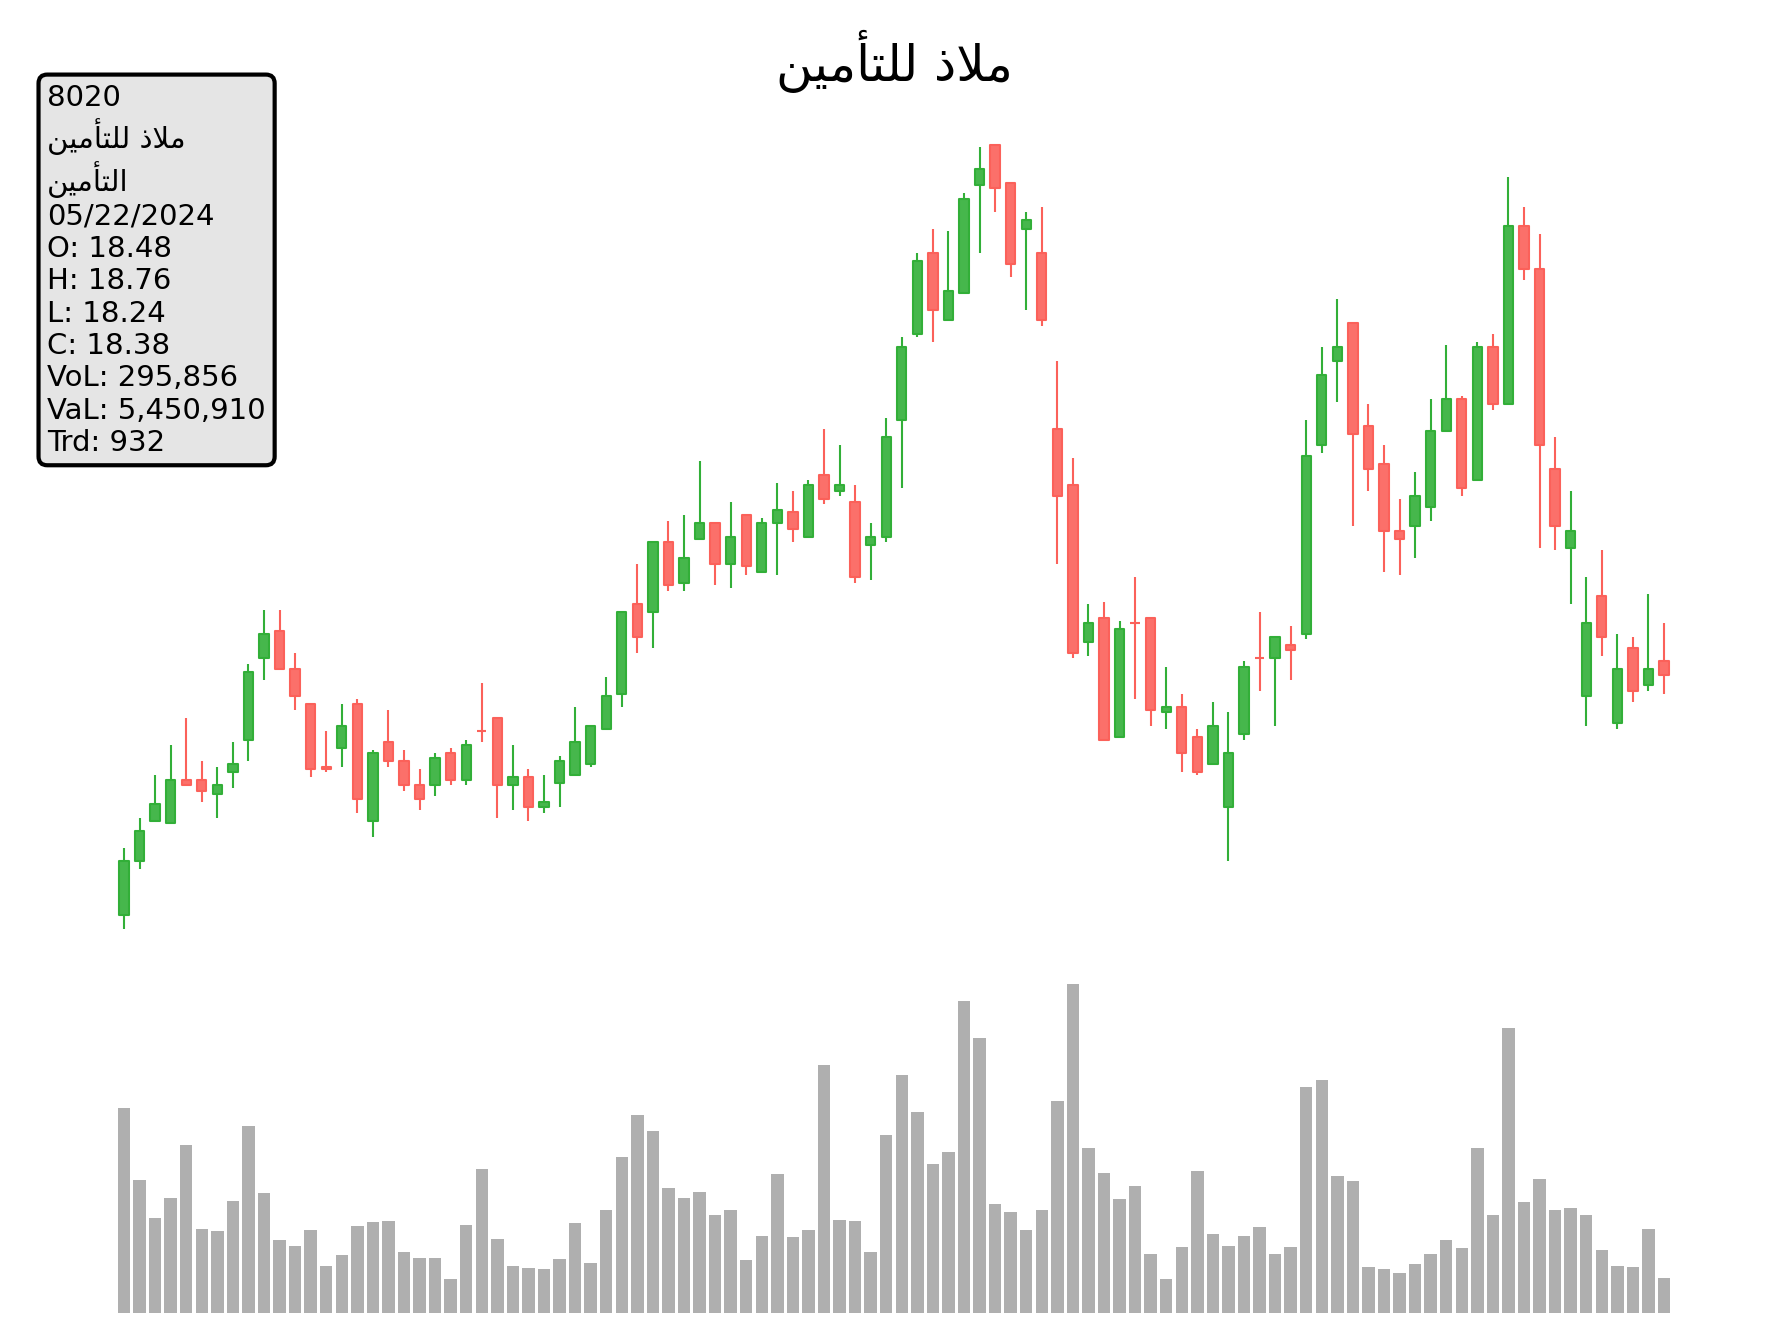 ملاذ للتأمين
8020
ملاذ للتأمين
التأمين
05/22/2024
O: 18.48
H: 18.76
L: 18.24
C: 18.38
VoL: 295,856
VaL: 5,450,910
Trd: 932